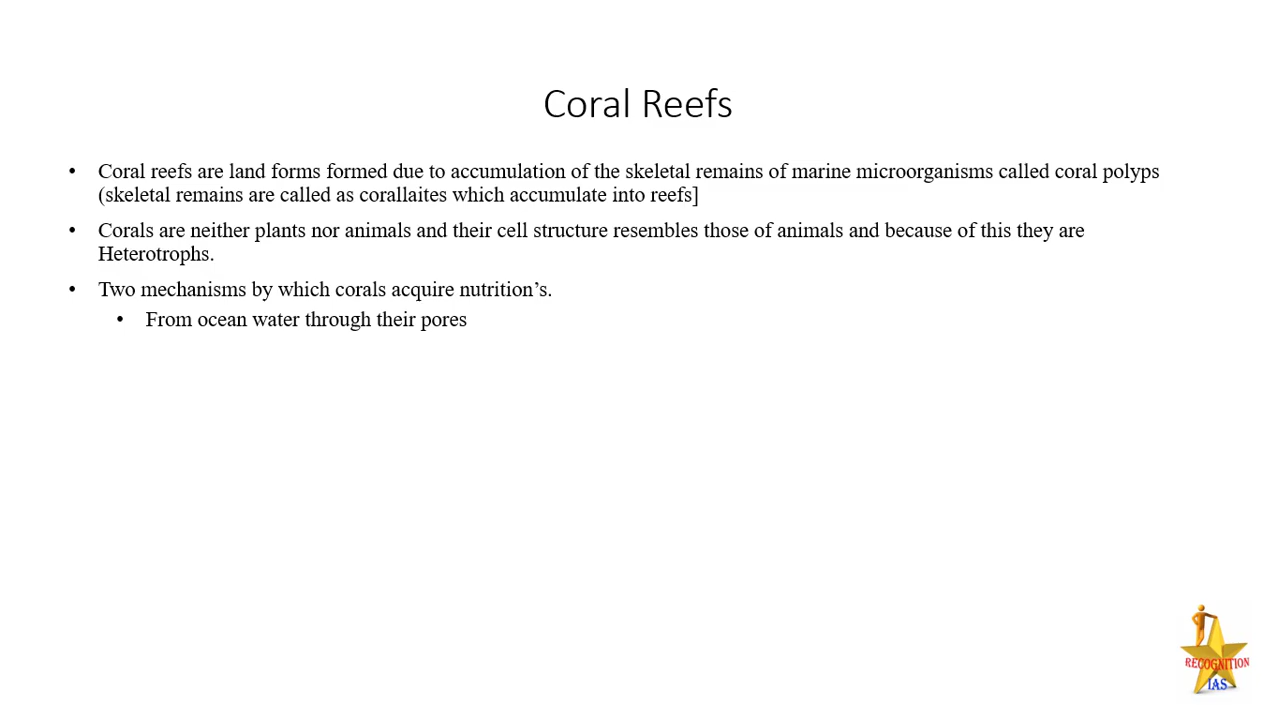 Coral Reefs
• Coral reefs are land forms formed due to accumulation of the skeletal remains of marine microorganisms called coral polyps
(skeletal remains are called as corallaites which accumulate into reefs]
• Corals are neither plants nor animals and their cell structure resembles those of animals and because of this they are
Heterotrophs.
• Two mechanisms by which corals acquire nutrition’s.
• From ocean water through their pores
RECOGNITION
IAS